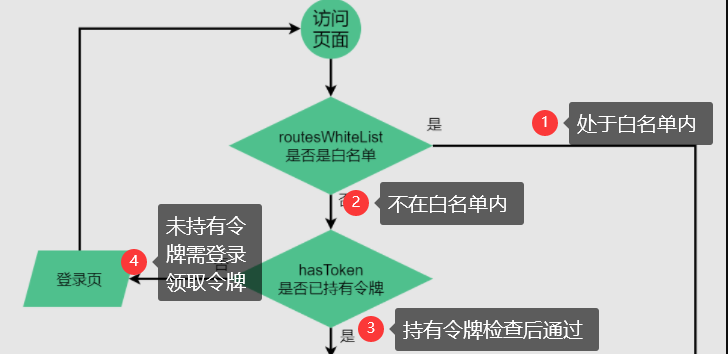 访问
页面
routesWhiteList
是否是白名单
是
1
处于白名单内
否
2
不在白名单内
未持有令
牌需登录
领取令牌
4
登录页
否
hasToken
是否已持有令牌
是
3
持有令牌检查后通过